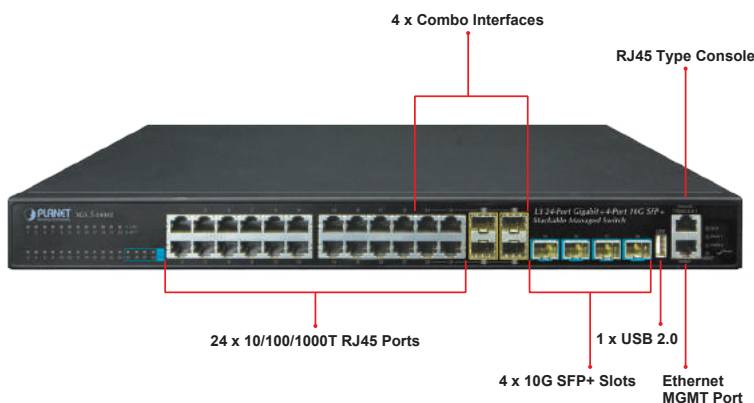 4 x Combo Interfaces
RJ45 Type Console
PLANET
L3 24-Port Gigabit + 4-Port 10G SFP+
Stackable Managed Switch
24 x 10/100/1000T RJ45 Ports
1 x USB 2.0
4 x 10G SFP+ Slots
Ethernet
MGMT Port